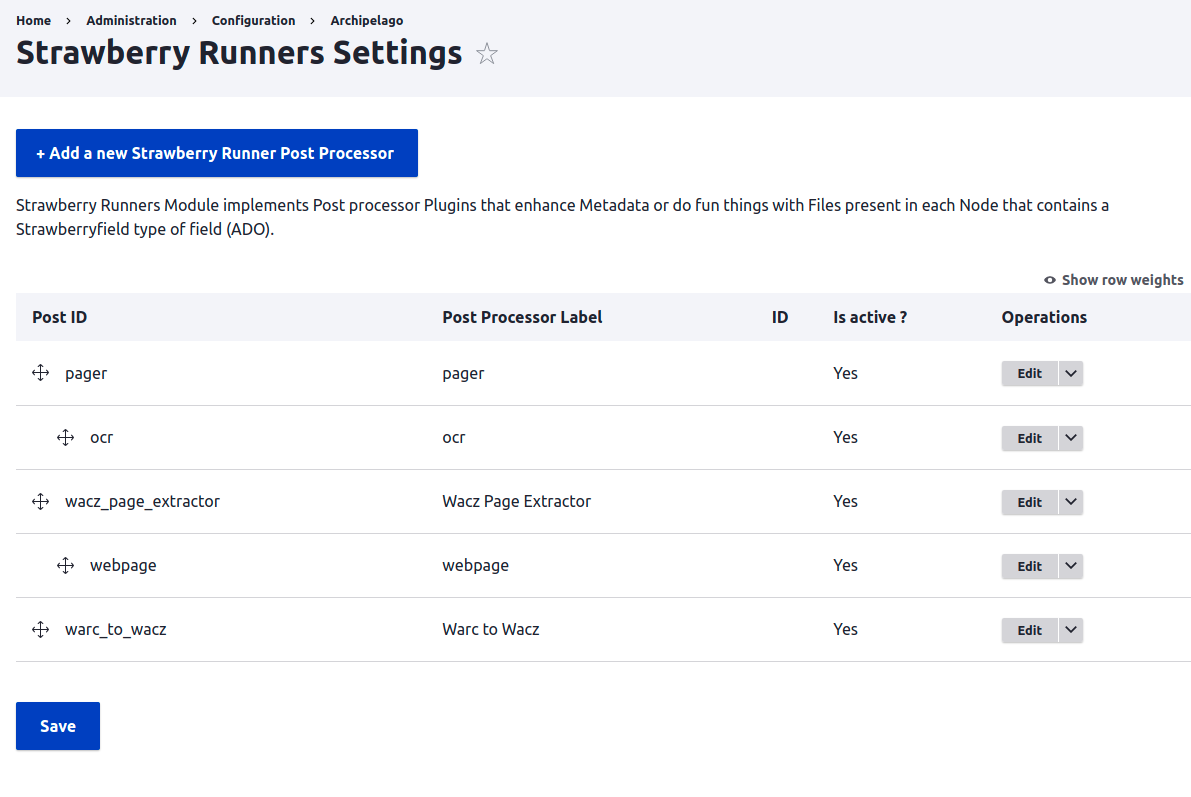 Home > Administration > Configuration > Archipelago
Strawberry Runners Settings
+ Add a new Strawberry Runner Post Processor
Strawberry Runners Module implements Post processor Plugins that enhance Metadata or do fun things with Files present in each Node that contains a
Strawberryfield type of field (ADO).
Show row weights
Post ID Post Processor Label ID Is active ? Operations
pager pager Yes Edit
ocr ocr Yes Edit
wacz_page_extractor Wacz Page Extractor Yes Edit
webpage webpage Yes Edit
warc_to_wacz Warc to Wacz Yes Edit
Save